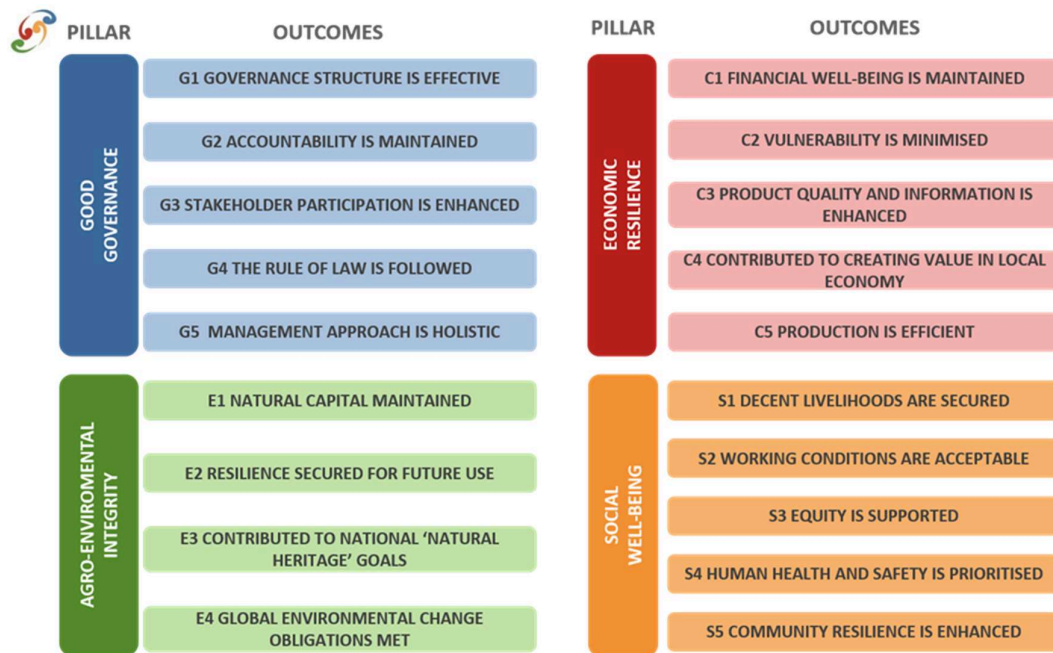 PILLAR
OUTCOMES
GOOD
GOVERNANCE
G1 GOVERNANCE STRUCTURE IS EFFECTIVE
G2 ACCOUNTABILITY IS MAINTAINED
G3 STAKEHOLDER PARTICIPATION IS ENHANCED
G4 THE RULE OF LAW IS FOLLOWED
G5 MANAGEMENT APPROACH IS HOLISTIC
AGRO-ENVIROMENTAL
INTEGRITY
E1 NATURAL CAPITAL MAINTAINED
E2 RESILIENCE SECURED FOR FUTURE USE
E3 CONTRIBUTED TO NATIONAL ‘NATURAL
HERITAGE’ GOALS
E4 GLOBAL ENVIRONMENTAL CHANGE
OBLIGATIONS MET
PILLAR
OUTCOMES
ECONOMIC
RESILIENCE
C1 FINANCIAL WELL-BEING IS MAINTAINED
C2 VULNERABILITY IS MINIMISED
C3 PRODUCT QUALITY AND INFORMATION IS
ENHANCED
C4 CONTRIBUTED TO CREATING VALUE IN LOCAL
ECONOMY
C5 PRODUCTION IS EFFICIENT
SOCIAL
WELL-BEING
S1 DECENT LIVELIHOODS ARE SECURED
S2 WORKING CONDITIONS ARE ACCEPTABLE
S3 EQUITY IS SUPPORTED
S4 HUMAN HEALTH AND SAFETY IS PRIORITISED
S5 COMMUNITY RESILIENCE IS ENHANCED